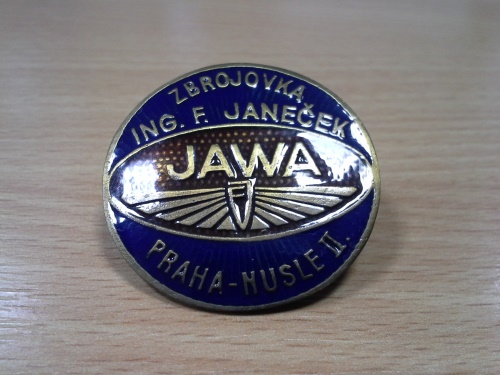 ZBROJOVKA
ING. F. JANEČEK
JAWA
PRAHA-NUSLE II.